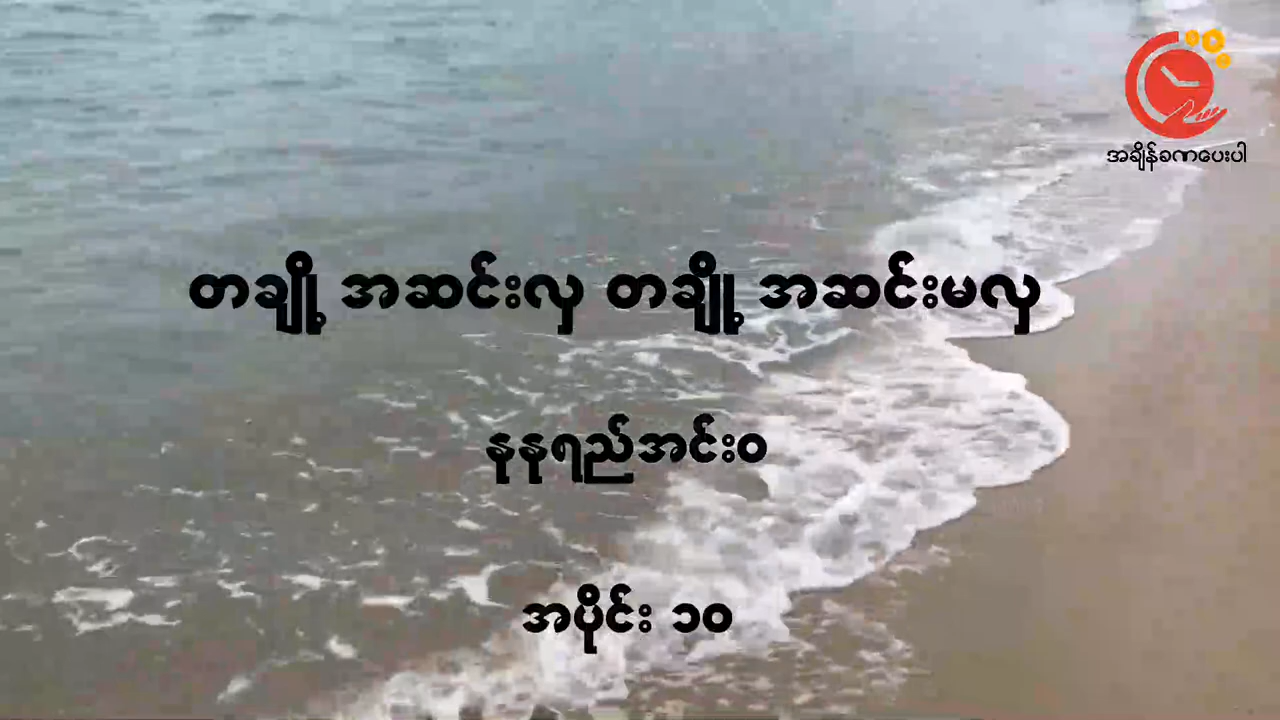 အချိန်ခဏပေးပါ
တချို့ အဆင်းလှ တချို့ အဆင်းမလှ
နုနုရည်အင်းဝ
အပိုင်း ၁၀